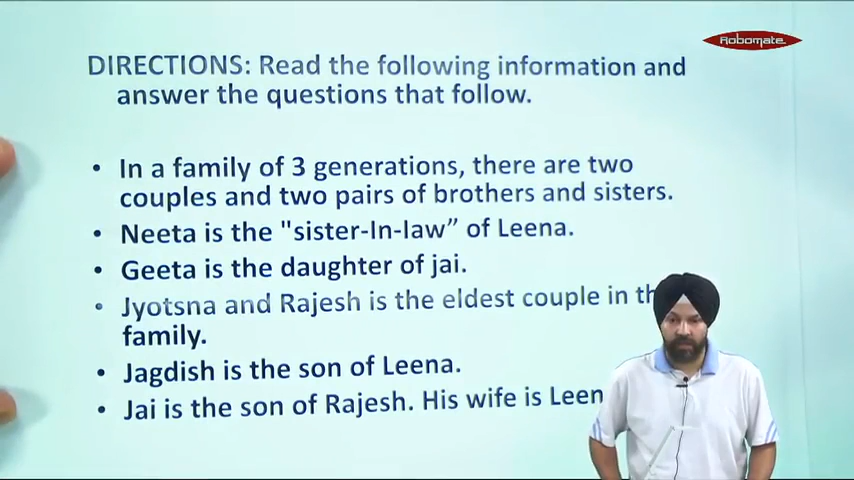 Robomate
DIRECTIONS: Read the following information and
answer the questions that follow.
• In a family of 3 generations, there are two
couples and two pairs of brothers and sisters.
• Neeta is the "sister-In-law” of Leena.
• Geeta is the daughter of jai.
• Jyotsna and Rajesh is the eldest couple in th
family.
• Jagdish is the son of Leena.
• Jai is the son of Rajesh. His wife is Leen